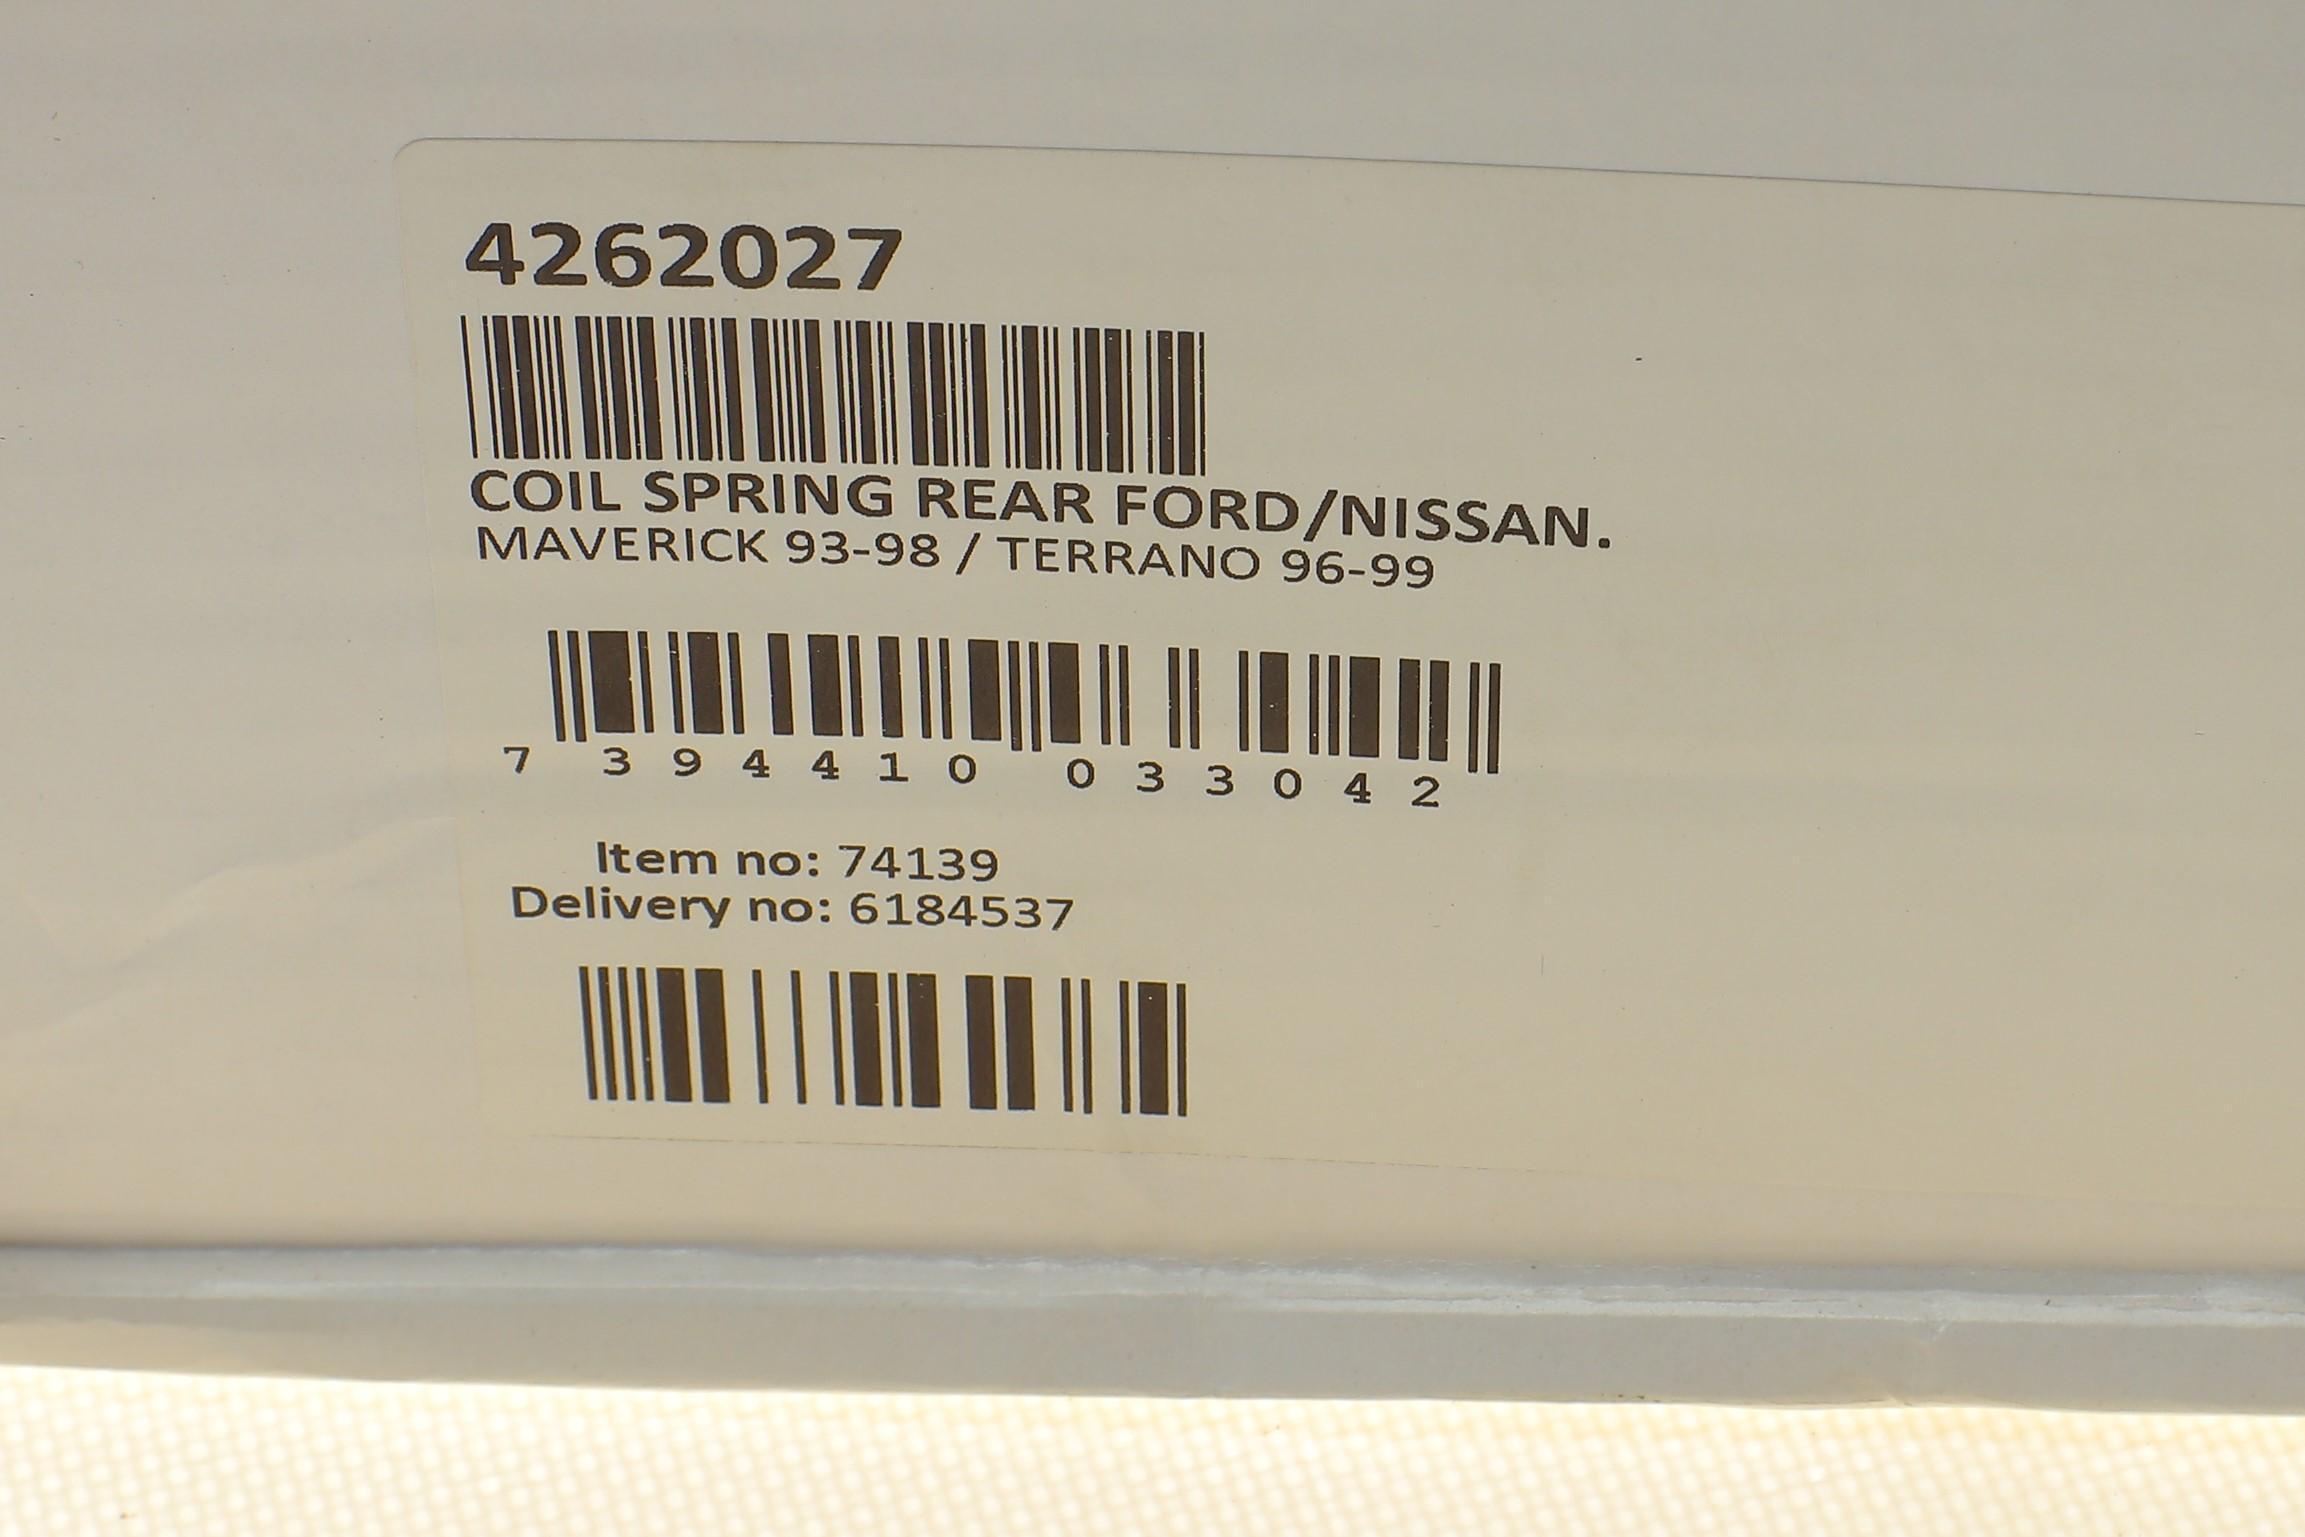 4262027
COIL SPRING REAR FORD/NISSAN.
MAVERICK 93-98 / TERRANO 96-99
7 394410 033042
Item no: 74139
Delivery no: 6184537